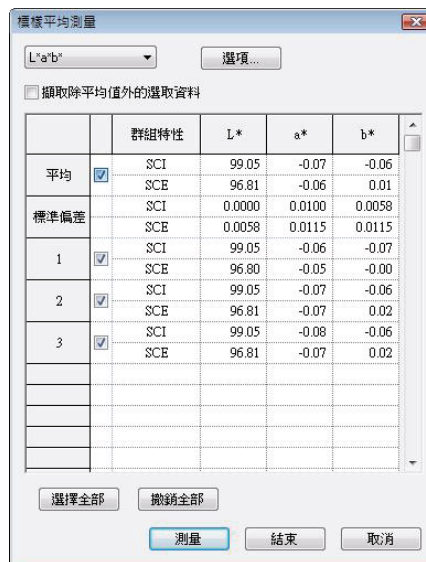 標樣平均測量
L*a*b*
選項...
擷取除平均值外的選取資料
群組特性 L* a* b*
平均 SCI 99.05 -0.07 -0.06
SCE 96.81 -0.06 0.01
標準偏差 SCI 0.0000 0.0100 0.0058
SCE 0.0058 0.0115 0.0115
1 SCI 99.05 -0.06 -0.07
SCE 96.80 -0.05 -0.00
2 SCI 99.05 -0.07 -0.06
SCE 96.81 -0.07 0.02
3 SCI 99.05 -0.08 -0.06
SCE 96.81 -0.07 0.02
選擇全部 撤銷全部
測量 結束 取消